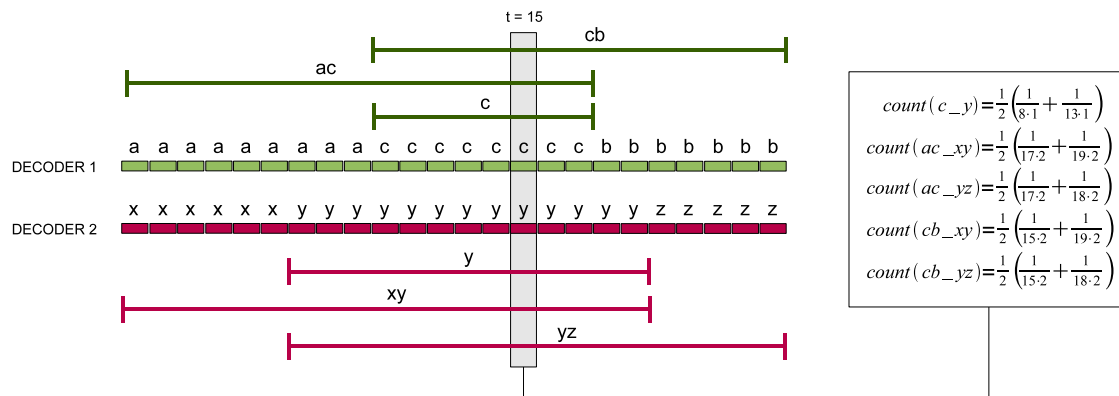 t = 15
cb
ac
c
a a a a a a a a a c c c c c c c c b b b b b b b
DECODER 1
x x x x x x y y y y y y y y y y y y y z z z z z
DECODER 2
y
xy
yz
count(c_y)=1/2(1/8·1+1/13·1)
count(ac_xy)=1/2(1/17·2+1/19·2)
count(ac_yz)=1/2(1/17·2+1/18·2)
count(cb_xy)=1/2(1/15·2+1/19·2)
count(cb_yz)=1/2(1/15·2+1/18·2)